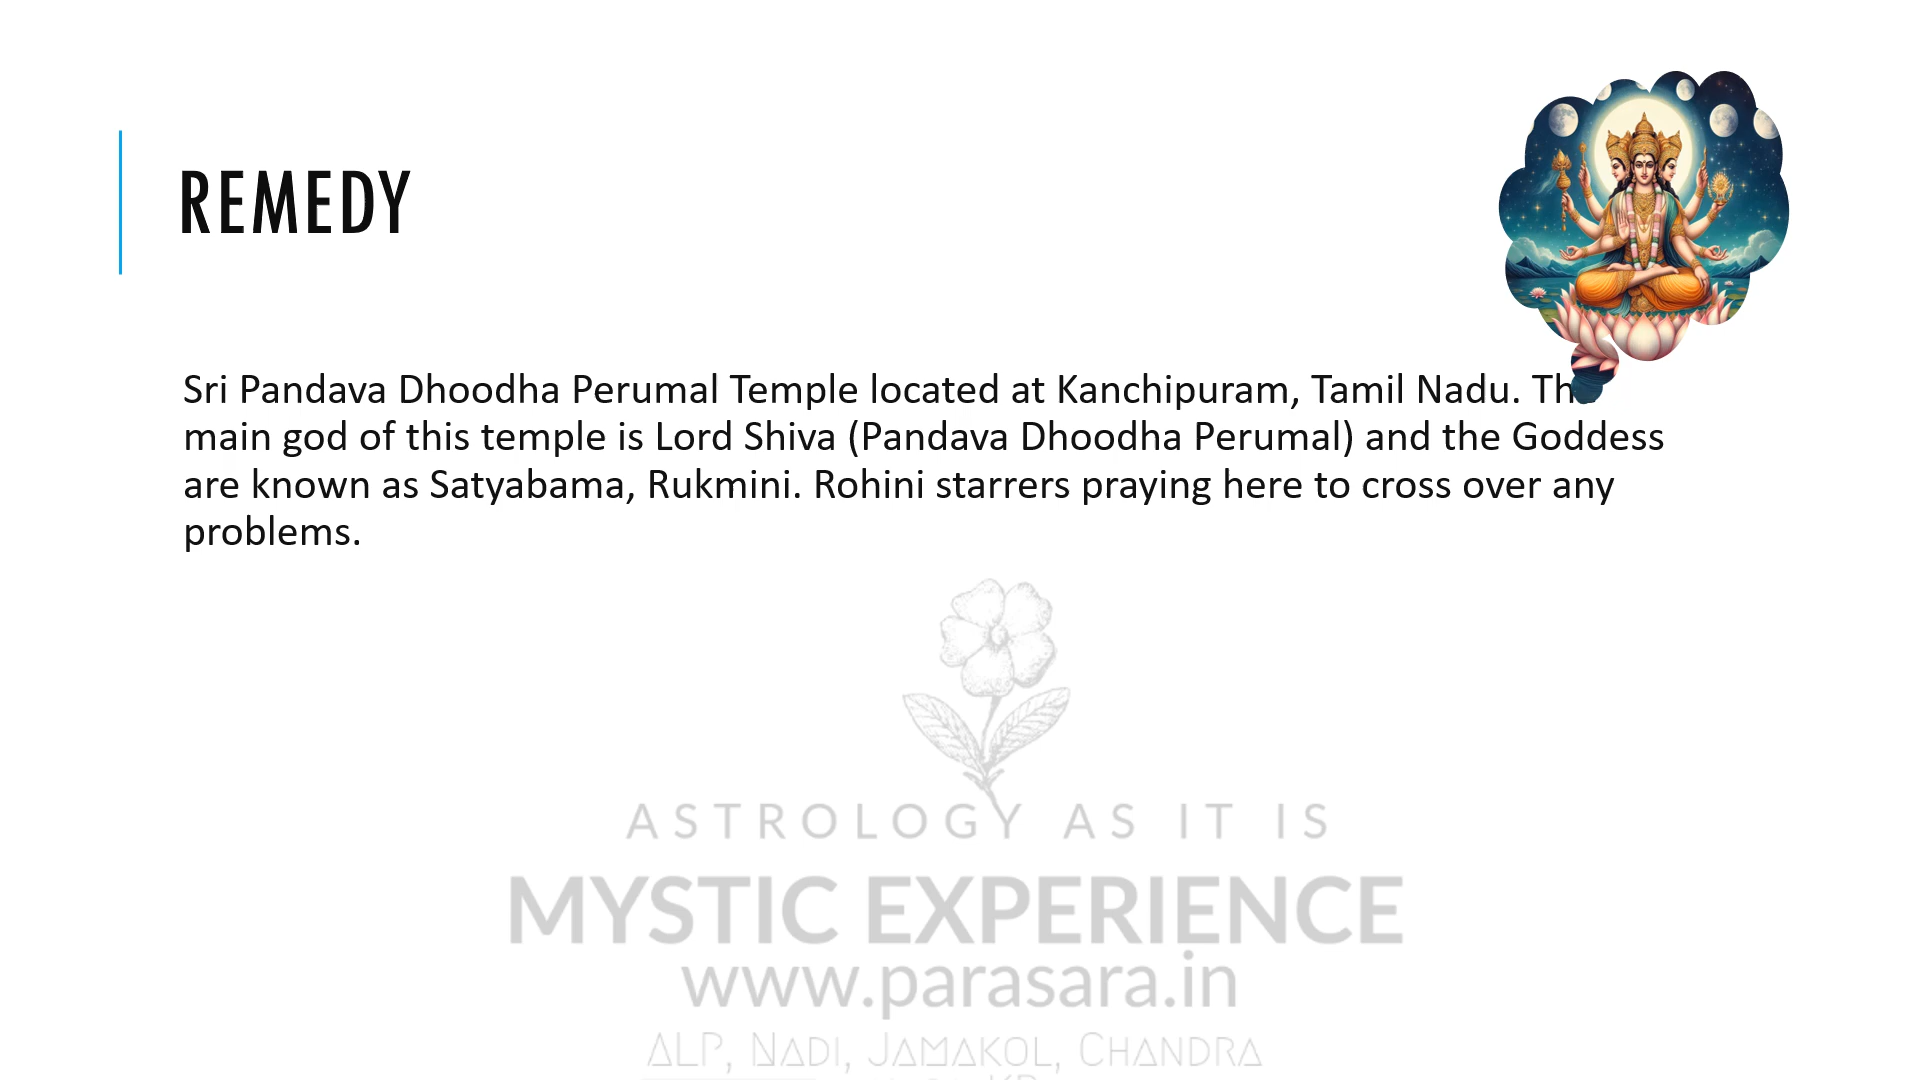 REMEDY
Sri Pandava Dhoodha Perumal Temple located at Kanchipuram, Tamil Nadu. The
main god of this temple is Lord Shiva (Pandava Dhoodha Perumal) and the Goddess
are known as Satyabama, Rukmini. Rohini starrers praying here to cross over any
problems.
ASTROLOGY AS IT IS
MYSTIC EXPERIENCE
www.parasara.in
ALP, NADI, JAMAKOL, CHANDRA